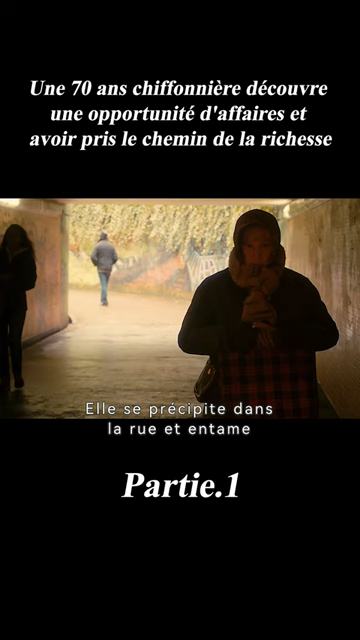 Une 70 ans chiffonnière découvre
une opportunité d'affaires et
avoir pris le chemin de la richesse
Elle se précipite dans
la rue et entame
Partie.1